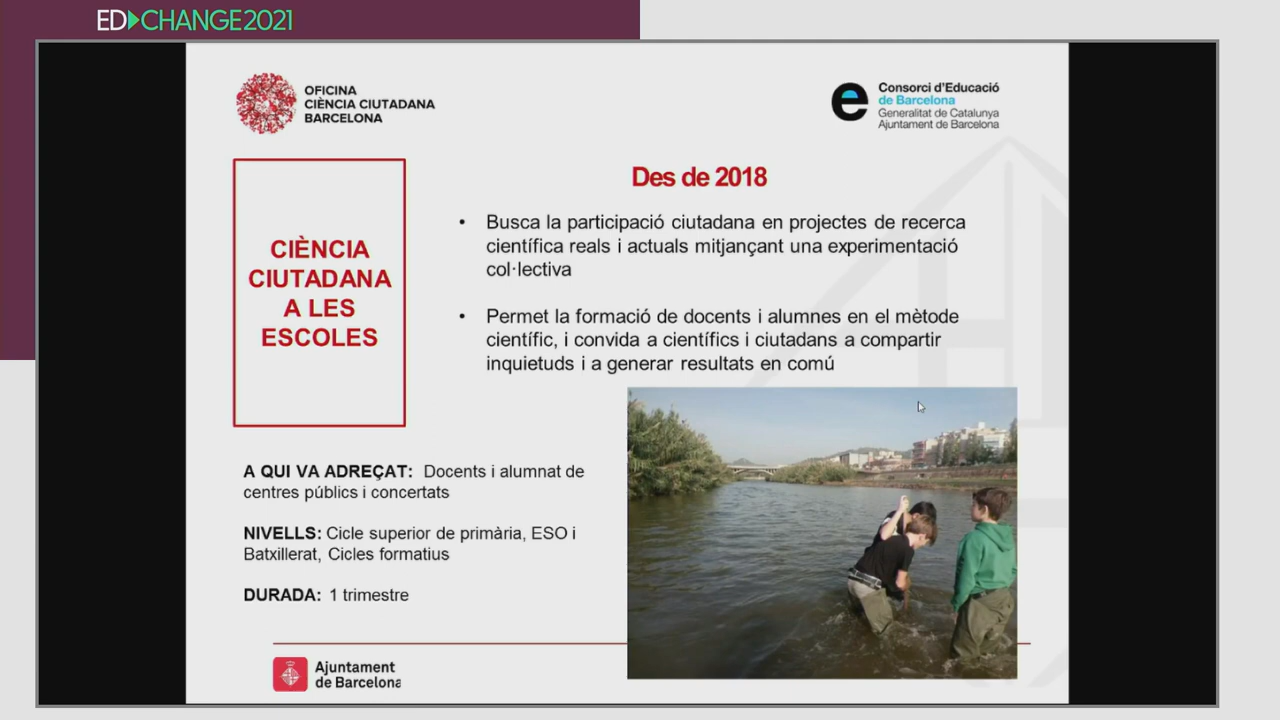 ED▶CHANGE2021
OFICINA
CIÈNCIA CIUTADANA
BARCELONA
Consorci d'Educació
de Barcelona
Generalitat de Catalunya
Ajuntament de Barcelona
CIÈNCIA
CIUTADANA
A LES
ESCOLES
Des de 2018
• Busca la participació ciutadana en projectes de recerca
científica reals i actuals mitjançant una experimentació
col·lectiva
• Permet la formació de docents i alumnes en el mètode
científic, i convida a científics i ciutadans a compartir
inquietuds i a generar resultats en comú
A QUI VA ADREÇAT: Docents i alumnat de
centres públics i concertats
NIVELLS: Cicle superior de primària, ESO i
Batxillerat, Cicles formatius
DURADA: 1 trimestre
Ajuntament
de Barcelona